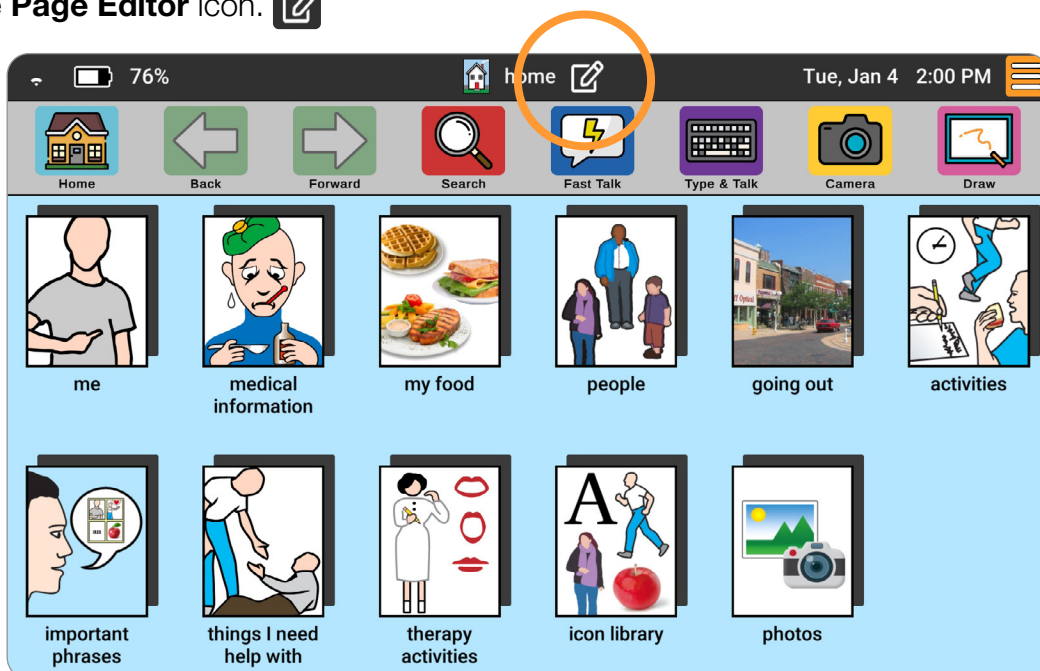 Page Editor icon.
76%
home
Tue, Jan 4 2:00 PM
Home
Back
Forward
Search
Fast Talk
Type & Talk
Camera
Draw
me
medical
information
my food
people
going out
activities
important
phrases
things I need
help with
therapy
activities
A
icon library
photos